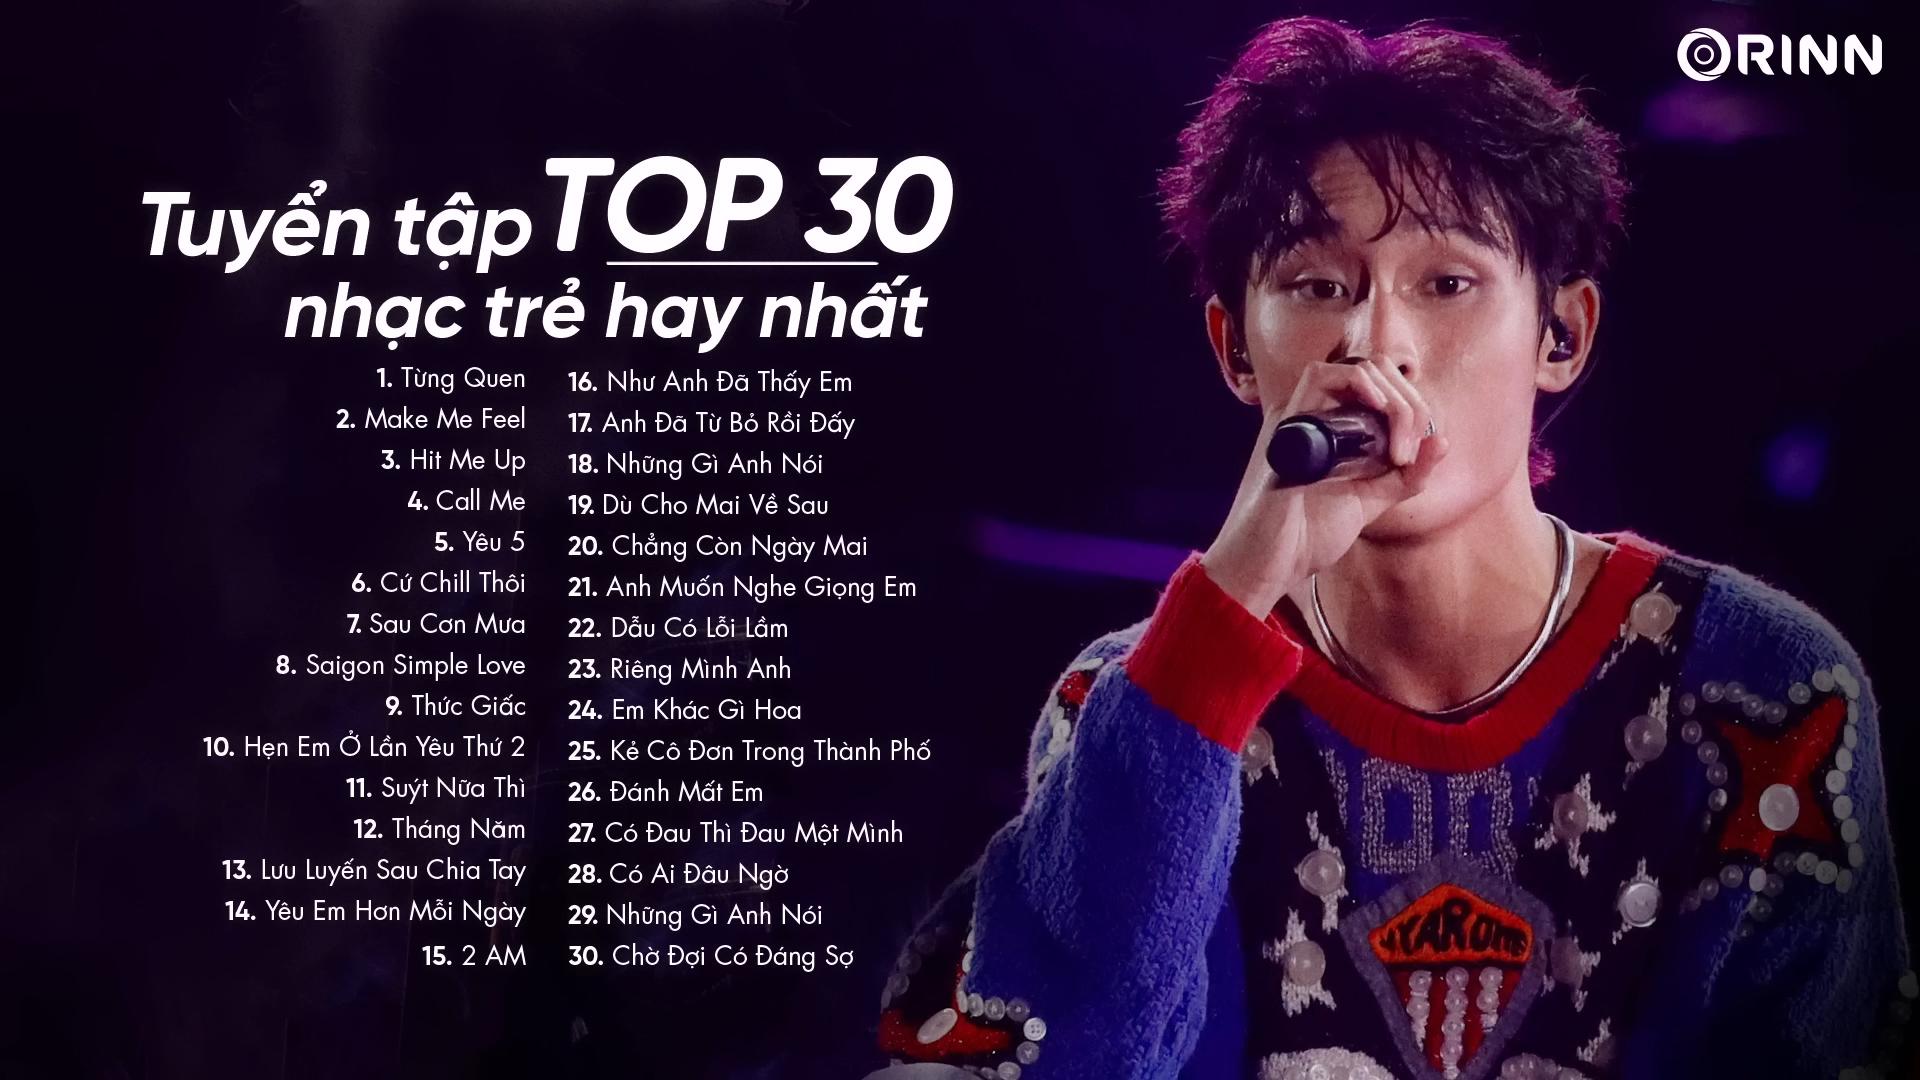 ORINN
Tuyển tập TOP 30
nhạc trẻ hay nhất
1. Từng Quen
2. Make Me Feel
3. Hit Me Up
4. Call Me
5. Yêu 5
6. Cứ Chill Thôi
7. Sau Cơn Mưa
8. Saigon Simple Love
9. Thức Giấc
10. Hẹn Em Ở Lần Yêu Thứ 2
11. Suýt Nữa Thì
12. Tháng Năm
13. Lưu Luyến Sau Chia Tay
14. Yêu Em Hơn Mỗi Ngày
15. 2 AM
16. Như Anh Đã Thấy Em
17. Anh Đã Từ Bỏ Rồi Đấy
18. Những Gì Anh Nói
19. Dù Cho Mai Về Sau
20. Chẳng Còn Ngày Mai
21. Anh Muốn Nghe Giọng Em
22. Dẫu Có Lỗi Lầm
23. Riêng Mình Anh
24. Em Khác Gì Hoa
25. Kẻ Cô Đơn Trong Thành Phố
26. Đánh Mất Em
27. Có Đau Thì Đau Một Mình
28. Có Ai Đâu Ngờ
29. Những Gì Anh Nói
30. Chờ Đợi Có Đáng Sợ